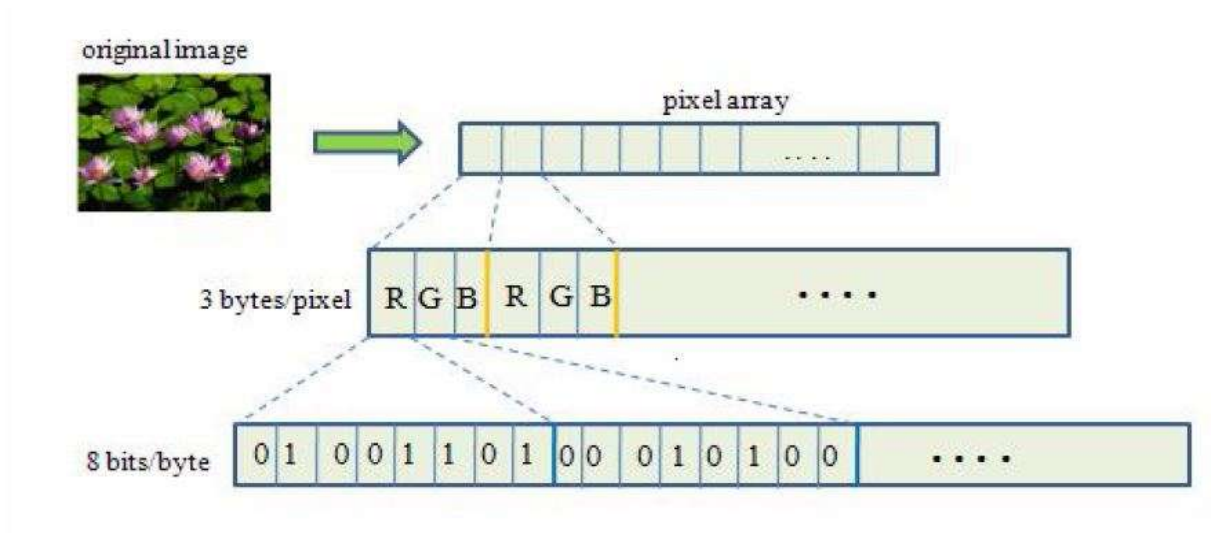 original image
pixel array
. . . .
3 bytes/pixel R G B R G B . . . .
8 bits/byte 0 1 0 0 1 1 0 1 0 0 0 1 0 1 0 0 . . . .